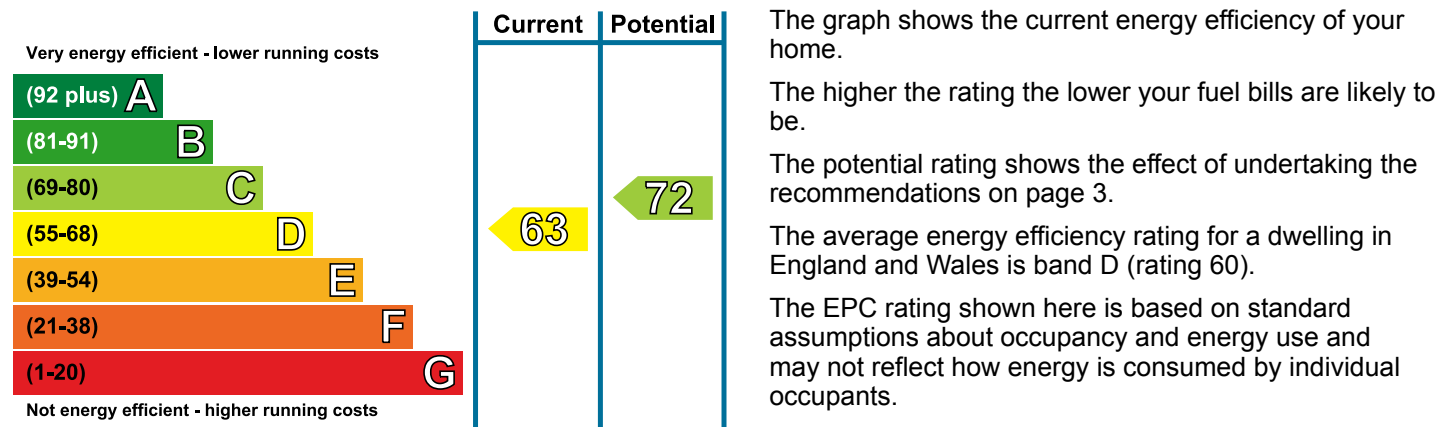 Current Potential
Very energy efficient - lower running costs
(92 plus) A
(81-91) B
(69-80) C
(55-68) D
(39-54) E
(21-38) F
(1-20) G
Not energy efficient - higher running costs
63
72
The graph shows the current energy efficiency of your
home.
The higher the rating the lower your fuel bills are likely to
be.
The potential rating shows the effect of undertaking the
recommendations on page 3.
The average energy efficiency rating for a dwelling in
England and Wales is band D (rating 60).
The EPC rating shown here is based on standard
assumptions about occupancy and energy use and
may not reflect how energy is consumed by individual
occupants.